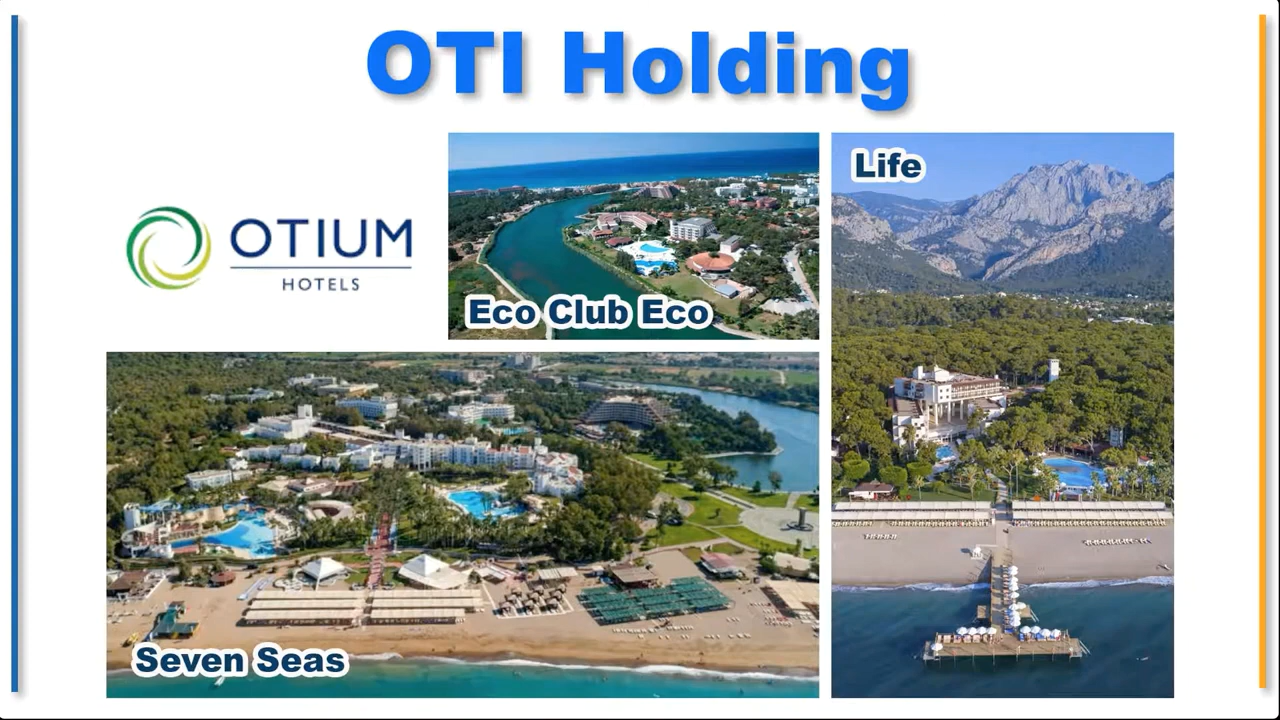 OTI Holding
OTIUM
HOTELS
Eco Club Eco
Life
Seven Seas